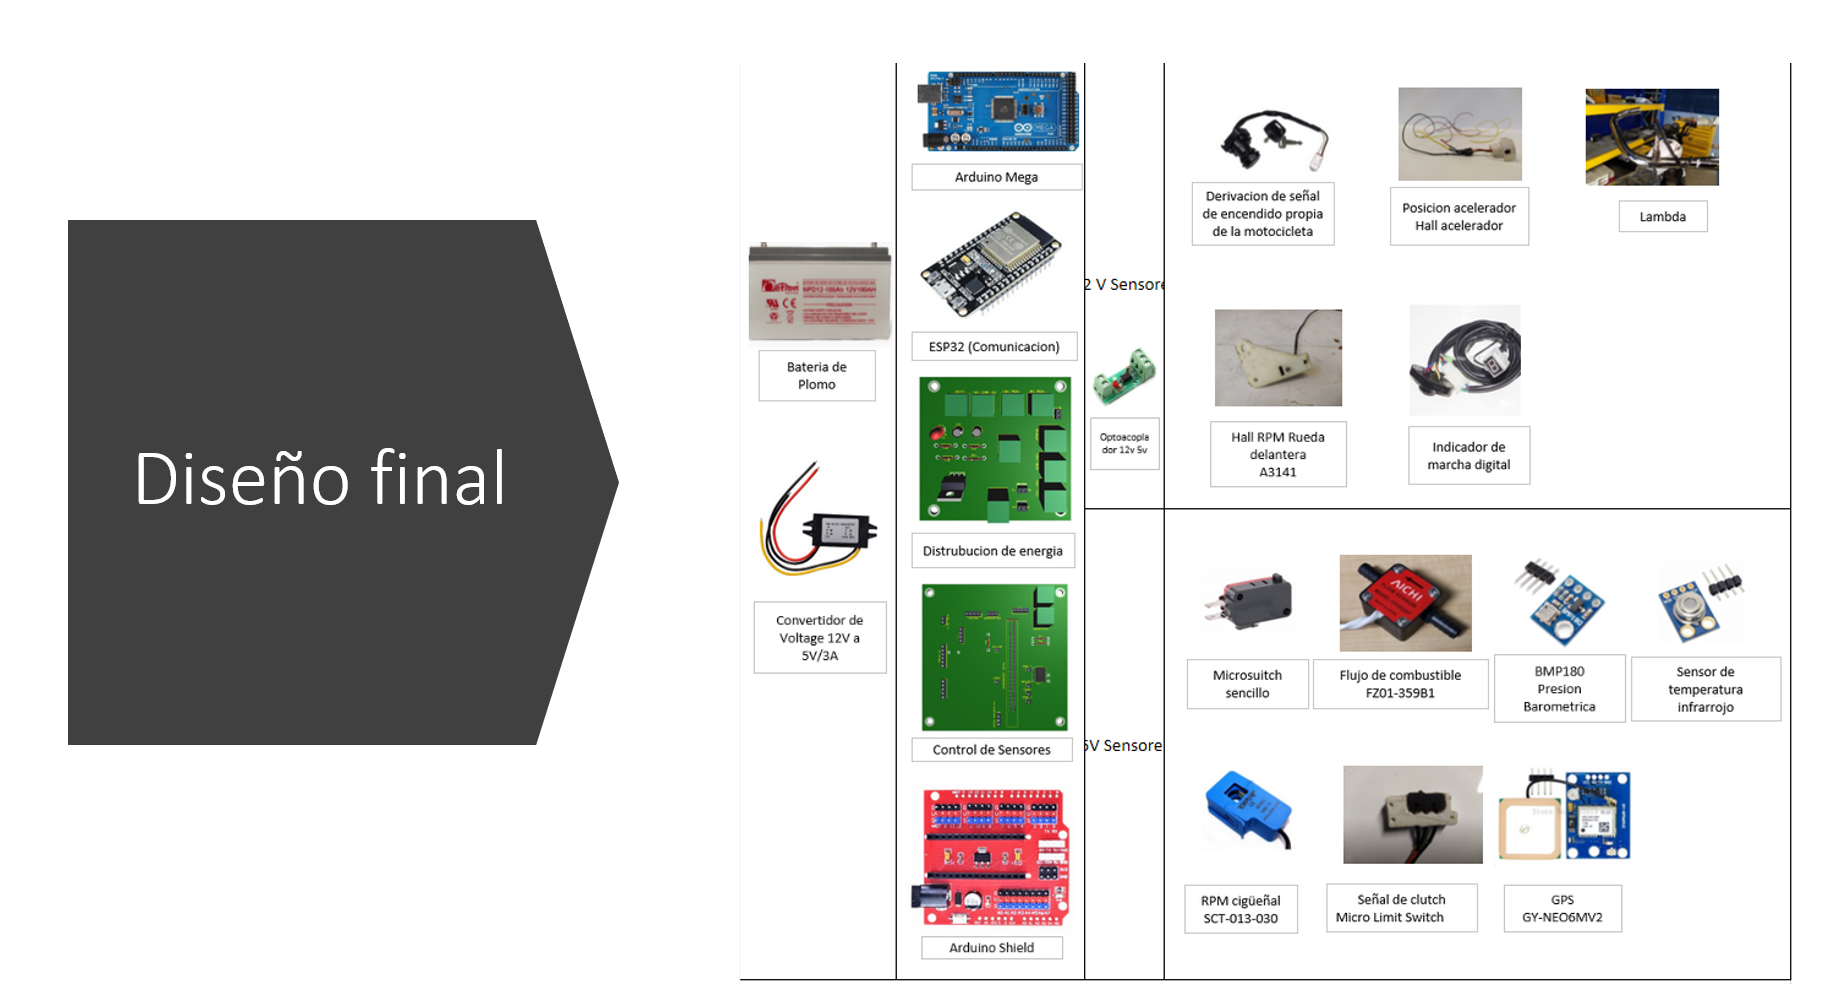 Diseño final
Bateria de
Plomo
Convertidor de
Voltage 12V a
5V/3A
Arduino Mega
ESP32 (Comunicacion)
Distrubucion de energia
Control de Sensores
Arduino Shield
2 V Sensore
Optoacopla
dor 12v 5v
5V Sensore
Derivacion de señal
de encendido propia
de la motocicleta
Posicion acelerador
Hall acelerador
Lambda
Hall RPM Rueda
delantera
A3141
Indicador de
marcha digital
AICHI
Microsuitch
sencillo
Flujo de combustible
FZ01-359B1
BMP180
Presion
Barometrica
Sensor de
temperatura
infrarrojo
RPM cigüeñal
SCT-013-030
Señal de clutch
Micro Limit Switch
GPS
GY-NEO6MV2